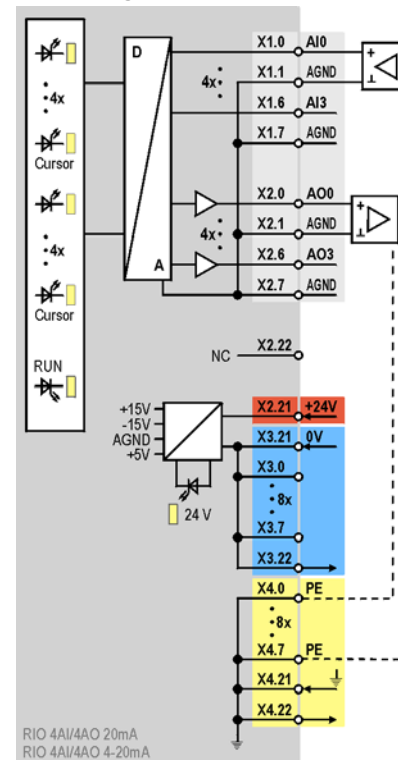 D
X1.0 AI0
+
4x
X1.1 AGND
⊥
4x
X1.6 AI3
X1.7 AGND
Cursor
X2.0 AO0
+
4x
X2.1 AGND
⊥
4x
X2.6 AO3
A
X2.7 AGND
Cursor
NC X2.22
RUN
+15V
X2.21 +24V
-15V
AGND
X3.21 0V
+5V
X3.0
8x
24 V
X3.7
X3.22
X4.0 PE
8x
X4.7 PE
X4.21
X4.22
RIO 4AI/4AO 20mA
RIO 4AI/4AO 4-20mA